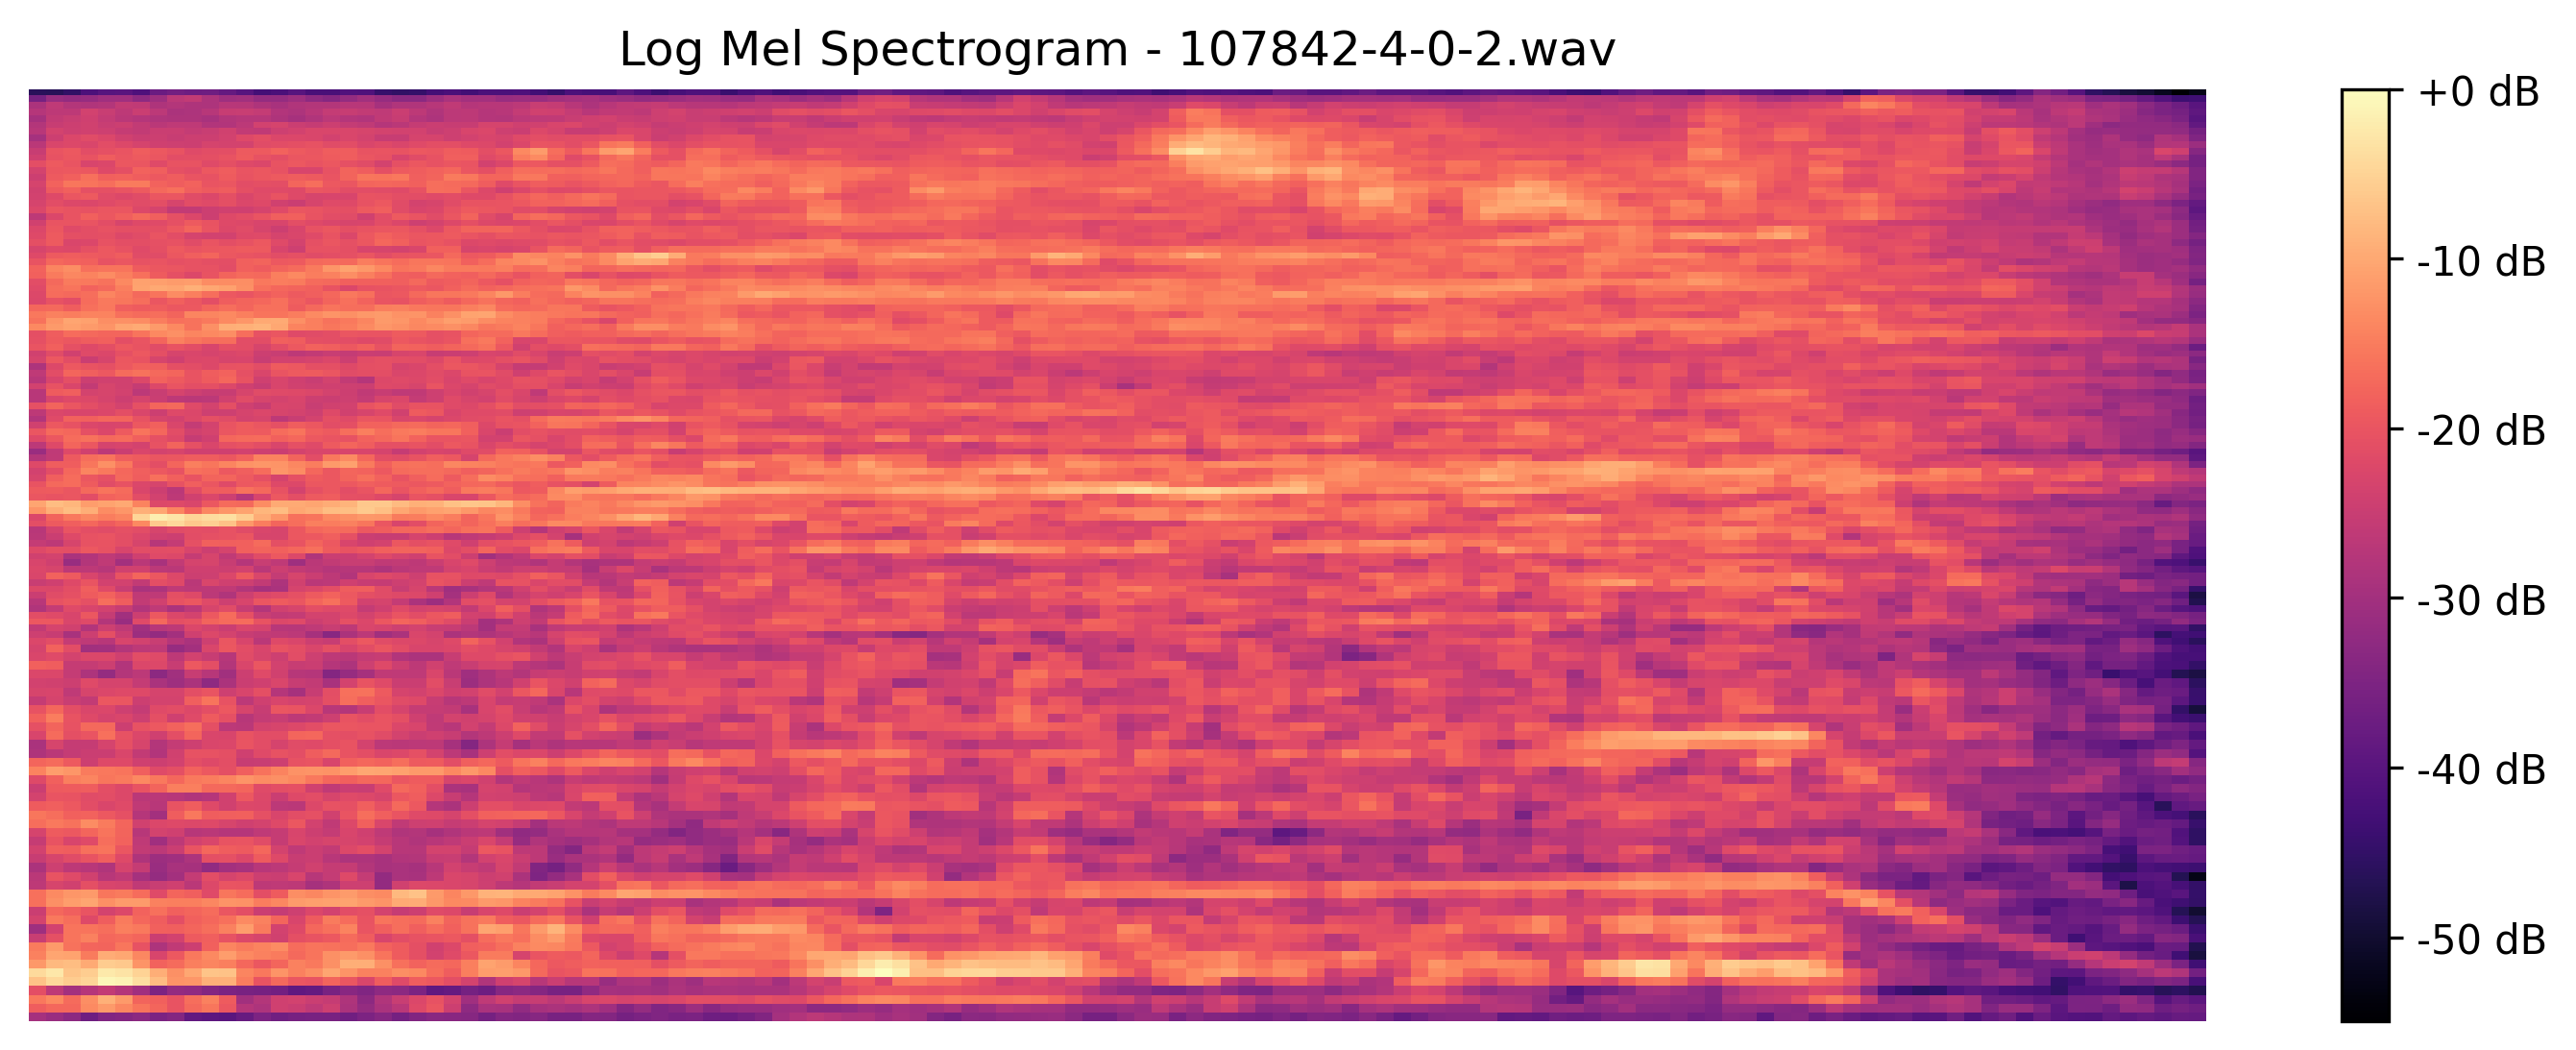 Log Mel Spectrogram - 107842-4-0-2.wav
+0 dB
-10 dB
-20 dB
-30 dB
-40 dB
-50 dB